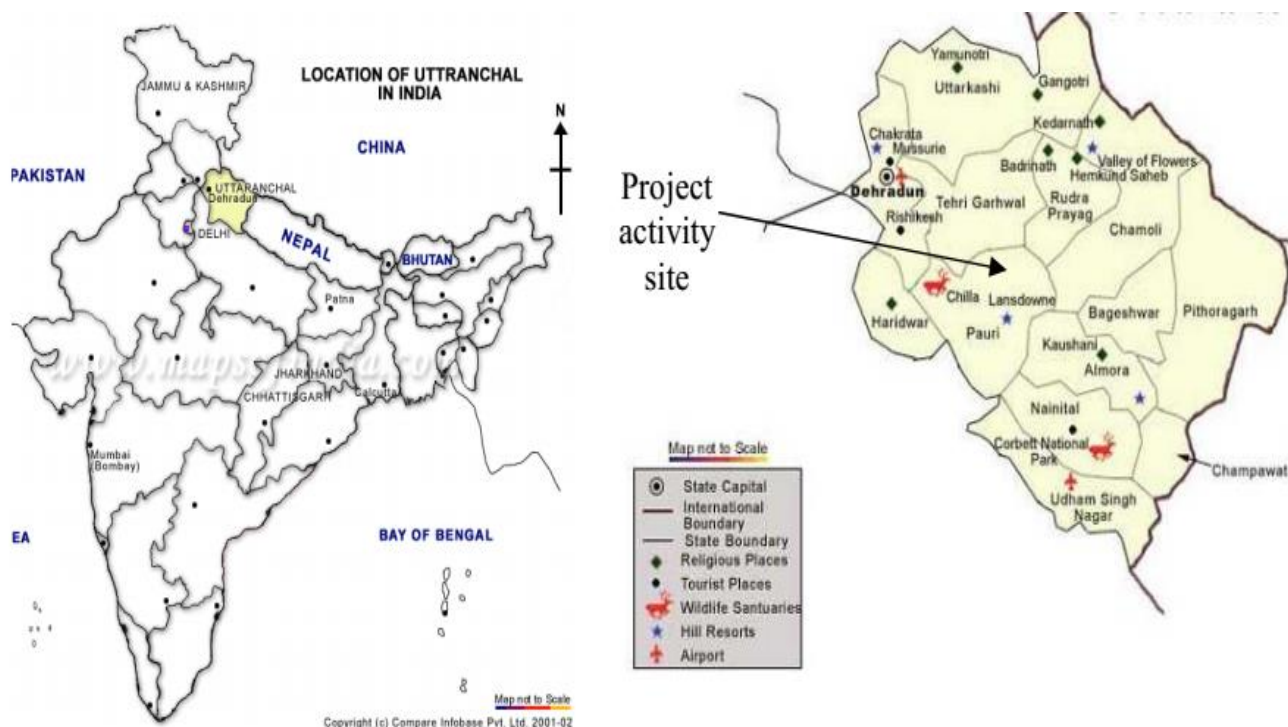 LOCATION OF UTTRANCHAL
IN INDIA
N
JAMMU & KASHMIR
CHINA
PAKISTAN
UTTARANCHAL
Dehradun
DELHI
NEPAL
BHUTAN
Patna
www.mapsofindia.com
JHARKHAND
CHHATTISGARH
Calcutta
Mumbai
(Bombay)
EA
BAY OF BENGAL
Map not to Scale
Copyright (c) Compare Infobase Pvt. Ltd. 2001-02
Project
activity
site
Yamunotri
Uttarkashi
Gangotri
Kedarnath
Chakrata
Mussurie
Badrinath
Valley of Flowers
Hemkund Saheb
Dehradun
Tehri Garhwal
Rudra
Prayag
Rishikesh
Chamoli
Chilla
Lansdowne
Haridwar
Pauri
Bageshwar
Pithoragarh
Kaushani
Almora
Nainital
Corbett National
Park
Champawat
Udham Singh
Nagar
Map not to Scale
State Capital
International
Boundary
State Boundary
Religious Places
Tourist Places
Wildlife Santuaries
Hill Resorts
Airport